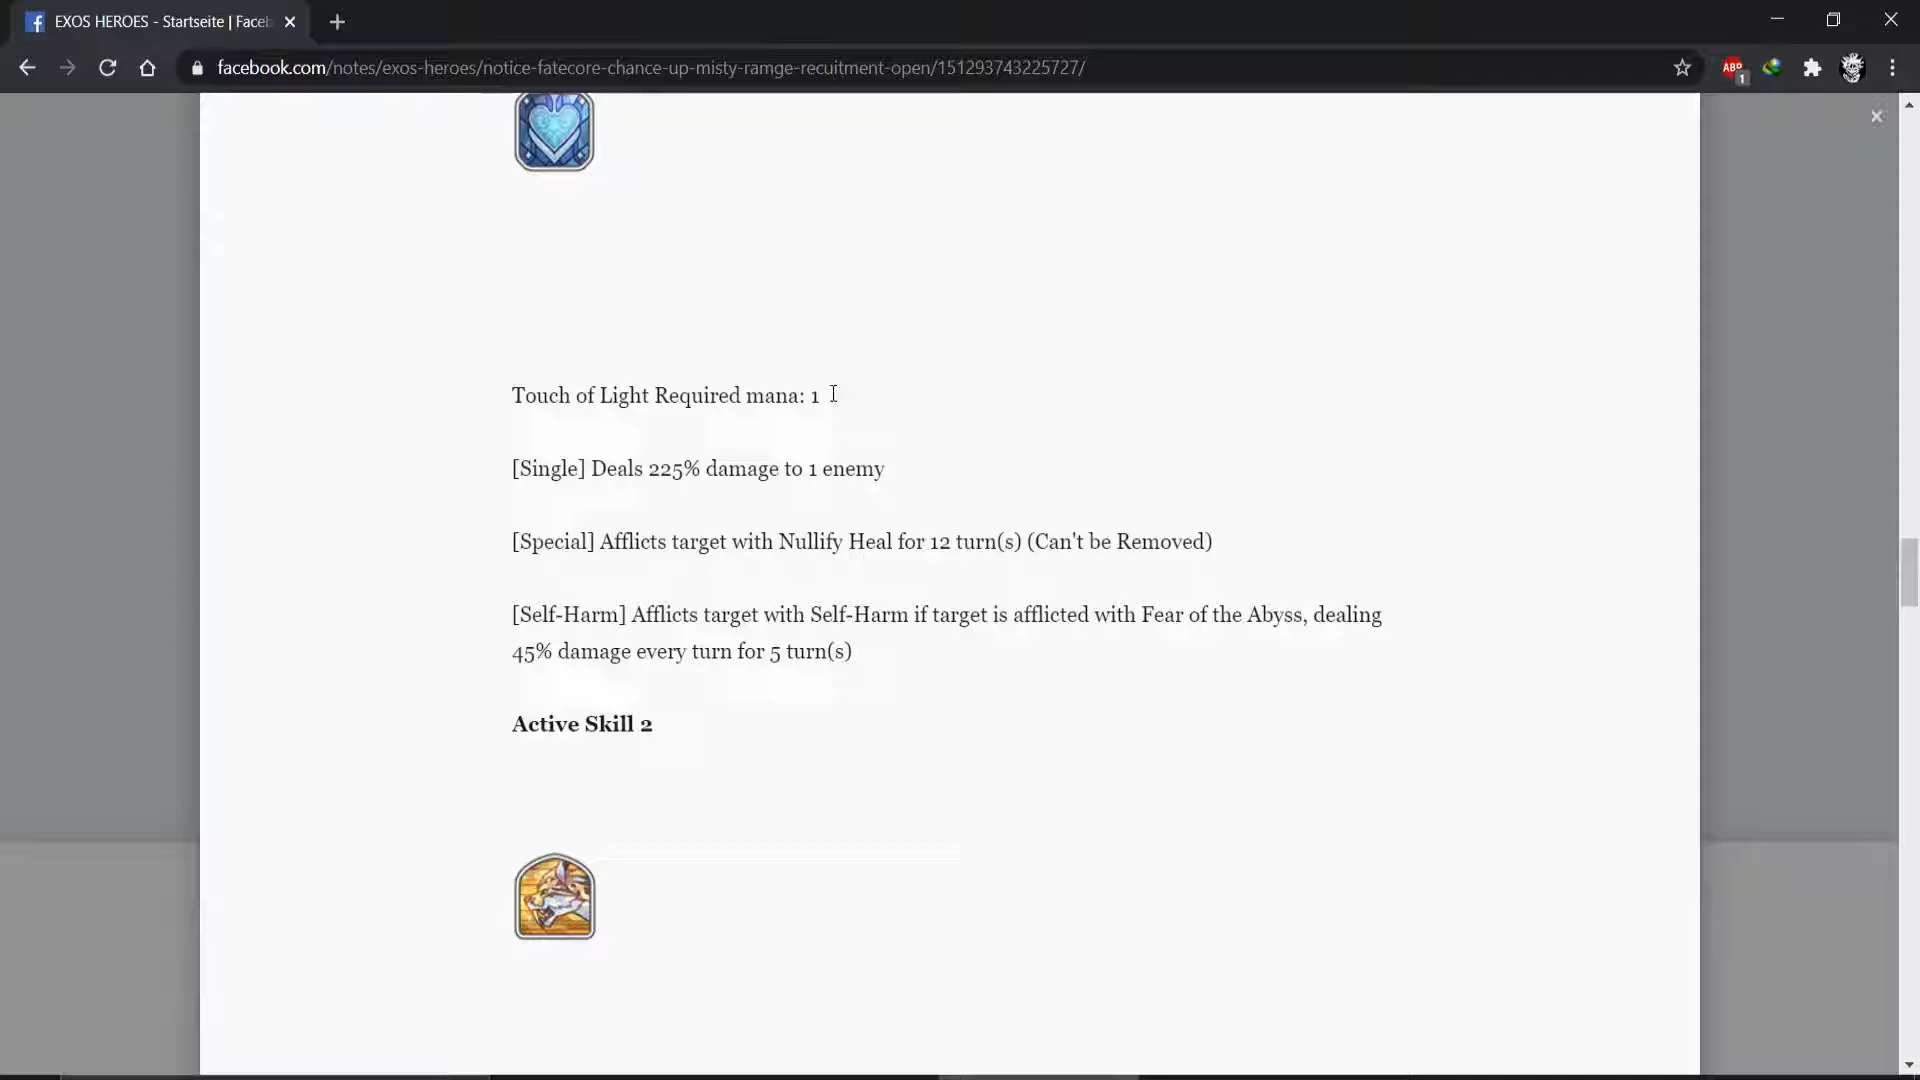 EXOS HEROES - Startseite | Faceb
facebook.com/notes/exos-heroes/notice-fatecore-chance-up-misty-ramge-recuitment-open/151293743225727/
ABP
1
Touch of Light Required mana: 1
[Single] Deals 225% damage to 1 enemy
[Special] Afflicts target with Nullify Heal for 12 turn(s) (Can't be Removed)
[Self-Harm] Afflicts target with Self-Harm if target is afflicted with Fear of the Abyss, dealing
45% damage every turn for 5 turn(s)
Active Skill 2